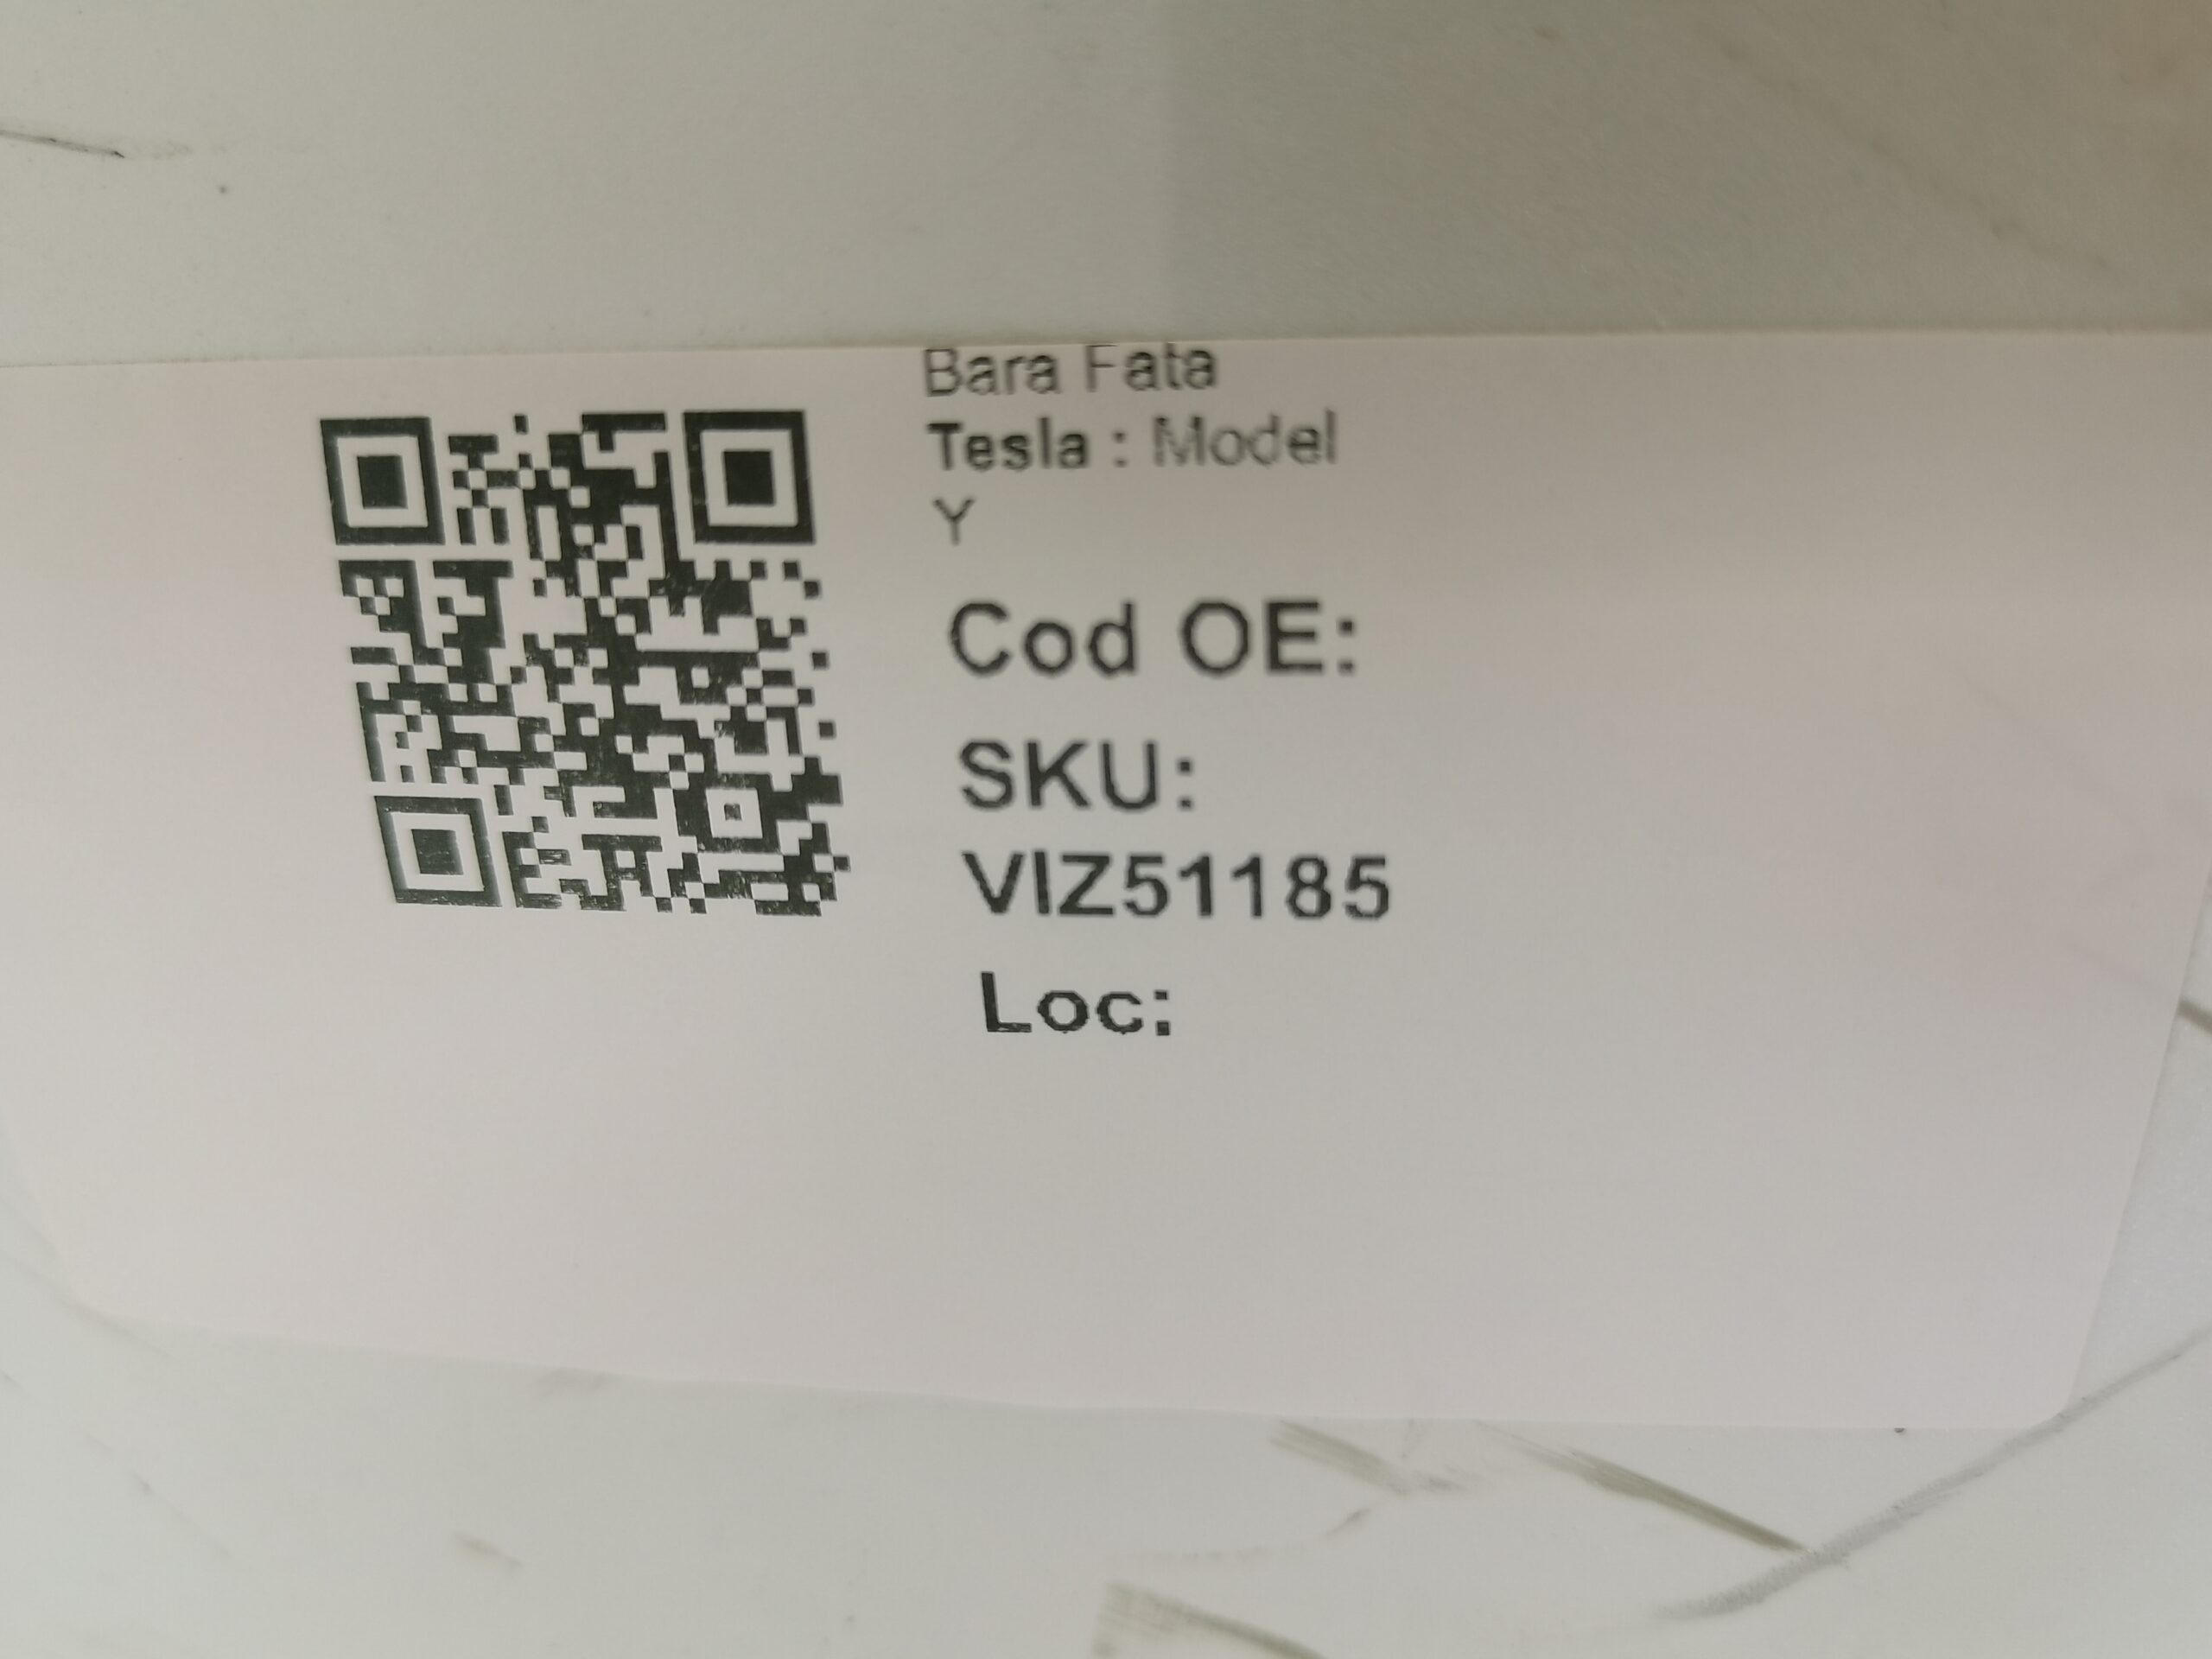 Bara Fata
Tesla : Model
Y
Cod OE:
SKU:
VIZ51185
Loc: